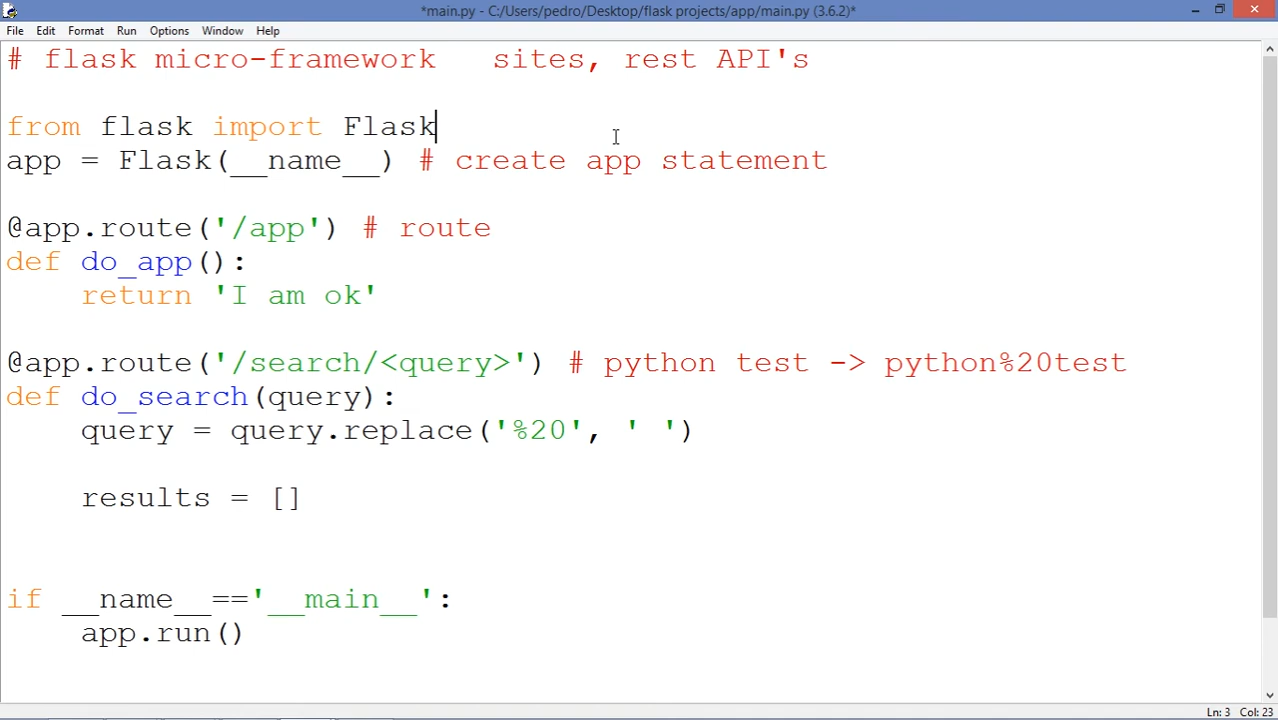 *main.py - C:/Users/pedro/Desktop/flask projects/app/main.py (3.6.2)*
File Edit Format Run Options Window Help
# flask micro-framework   sites, rest API's
from flask import Flask
app = Flask(__name__) # create app statement
@app.route('/app') # route
def do_app():
    return 'I am ok'
@app.route('/search/<query>') # python test -> python%20test
def do_search(query):
    query = query.replace('%20', ' ')
    results = []
if __name__=='__main__':
    app.run()
Ln: 3 Col: 23